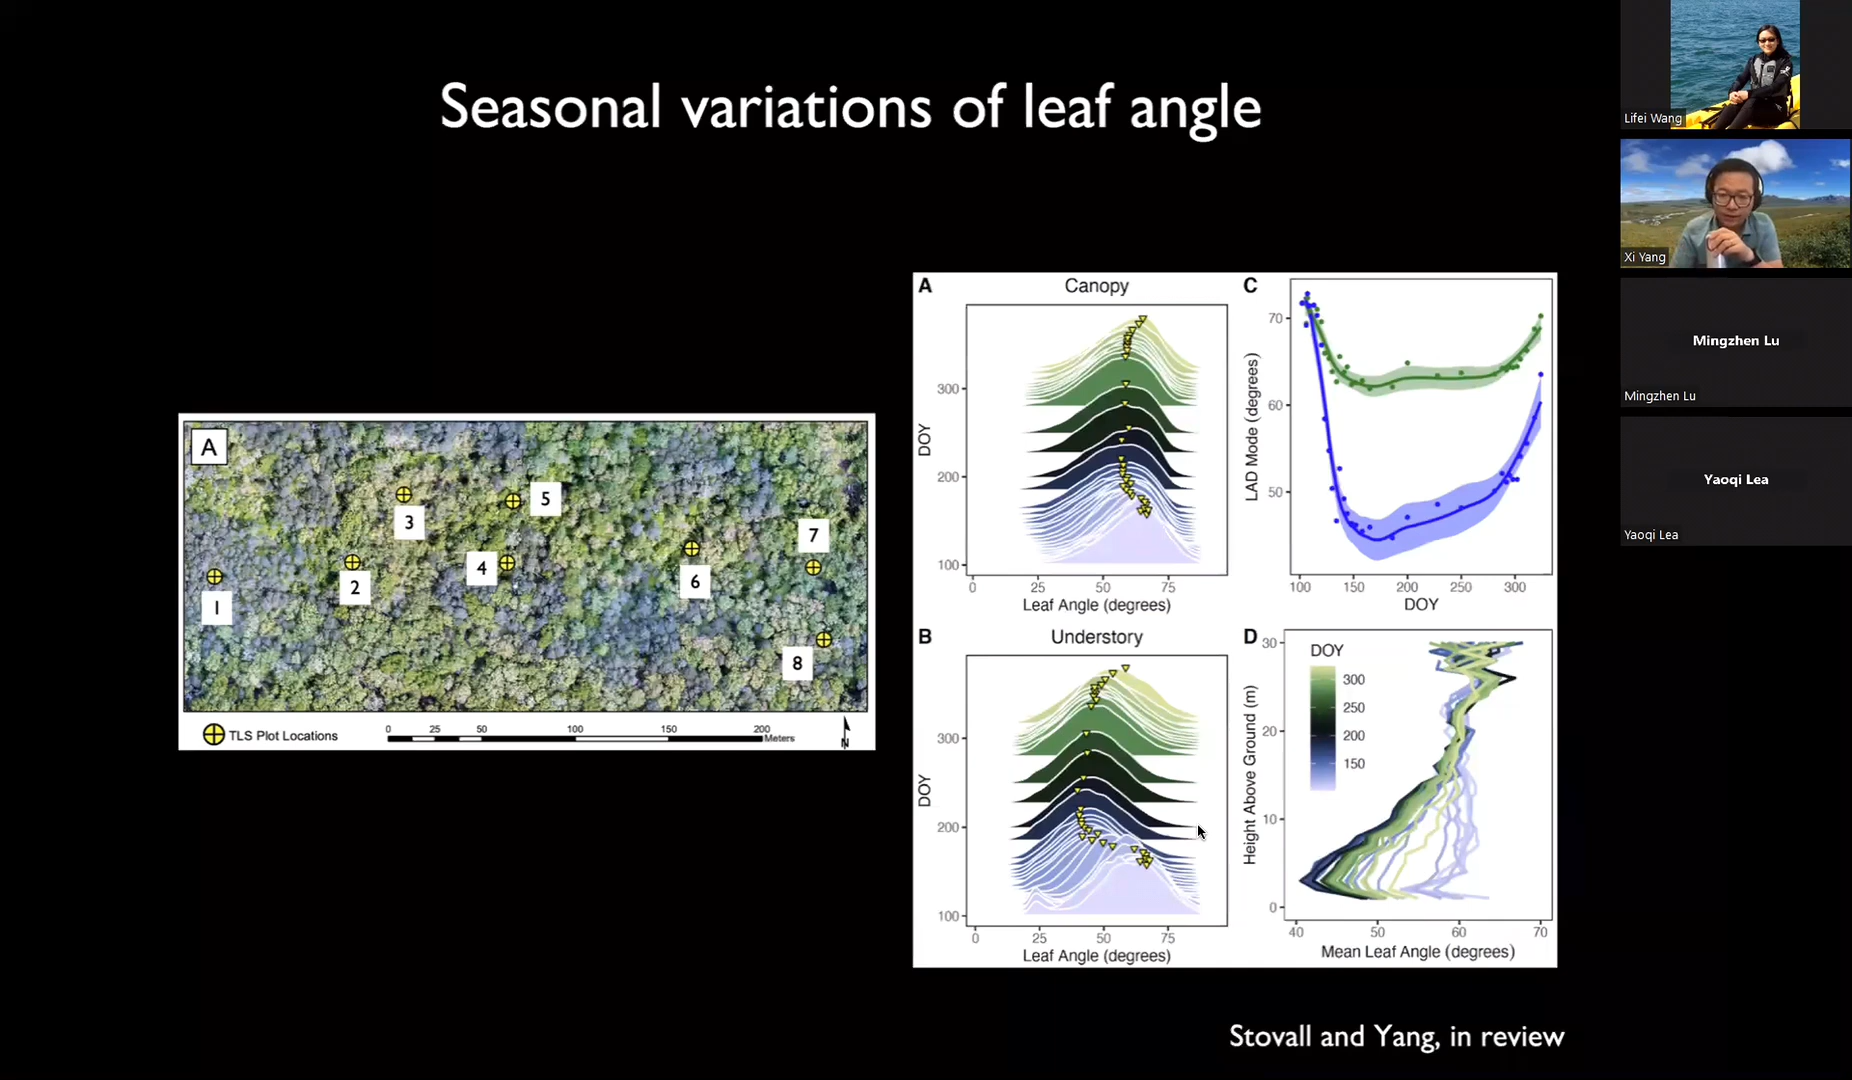 Seasonal variations of leaf angle
A
1
2
3
4
5
6
7
8
TLS Plot Locations
0 25 50 100 150 200
Meters
N
A
Canopy
DOY
300
200
100
0 25 50 75
Leaf Angle (degrees)
B
Understory
DOY
300
200
100
0 25 50 75
Leaf Angle (degrees)
C
LAD Mode (degrees)
70
60
50
100 150 200 250 300
DOY
D
Height Above Ground (m)
30
20
10
0
DOY
300
250
200
150
40 50 60 70
Mean Leaf Angle (degrees)
Stovall and Yang, in review
Lifei Wang
Xi Yang
Mingzhen Lu
Mingzhen Lu
Yaoqi Lea
Yaoqi Lea